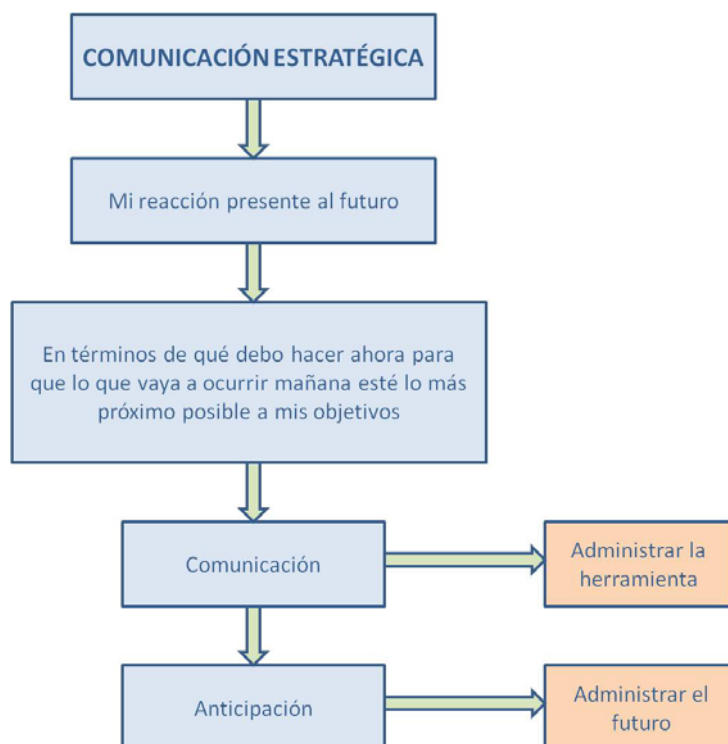 COMUNICACIÓN ESTRATÉGICA
Mi reacción presente al futuro
En términos de qué debo hacer ahora para
que lo que vaya a ocurrir mañana esté lo más
próximo posible a mis objetivos
Comunicación
Administrar la
herramienta
Anticipación
Administrar el
futuro